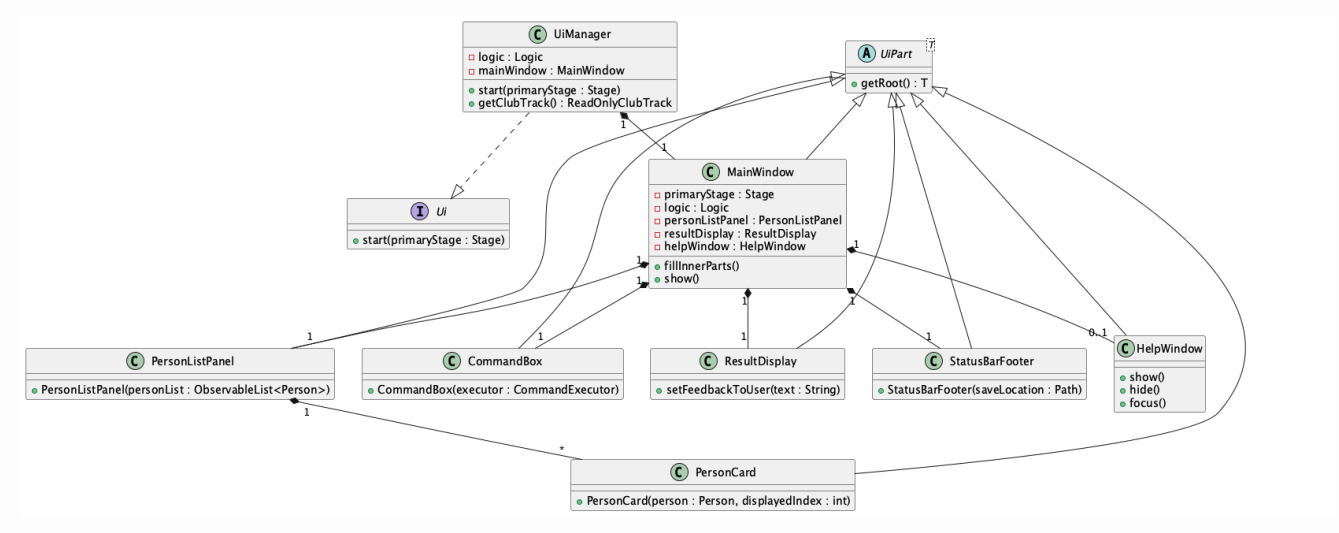 C UiManager
logic : Logic
mainWindow : MainWindow
start(primaryStage : Stage)
getClubTrack() : ReadOnlyClubTrack
1
1
A UiPart
T
getRoot() : T
I Ui
start(primaryStage : Stage)
C MainWindow
primaryStage : Stage
logic : Logic
personListPanel : PersonListPanel
resultDisplay : ResultDisplay
helpWindow : HelpWindow
fillInnerParts()
show()
1
1
1
1
1
1
1
1
1
0..1
C PersonListPanel
PersonListPanel(personList : ObservableList<Person>)
C CommandBox
CommandBox(executor : CommandExecutor)
C ResultDisplay
setFeedbackToUser(text : String)
C StatusBarFooter
StatusBarFooter(saveLocation : Path)
C HelpWindow
show()
hide()
focus()
1
*
C PersonCard
PersonCard(person : Person, displayedIndex : int)